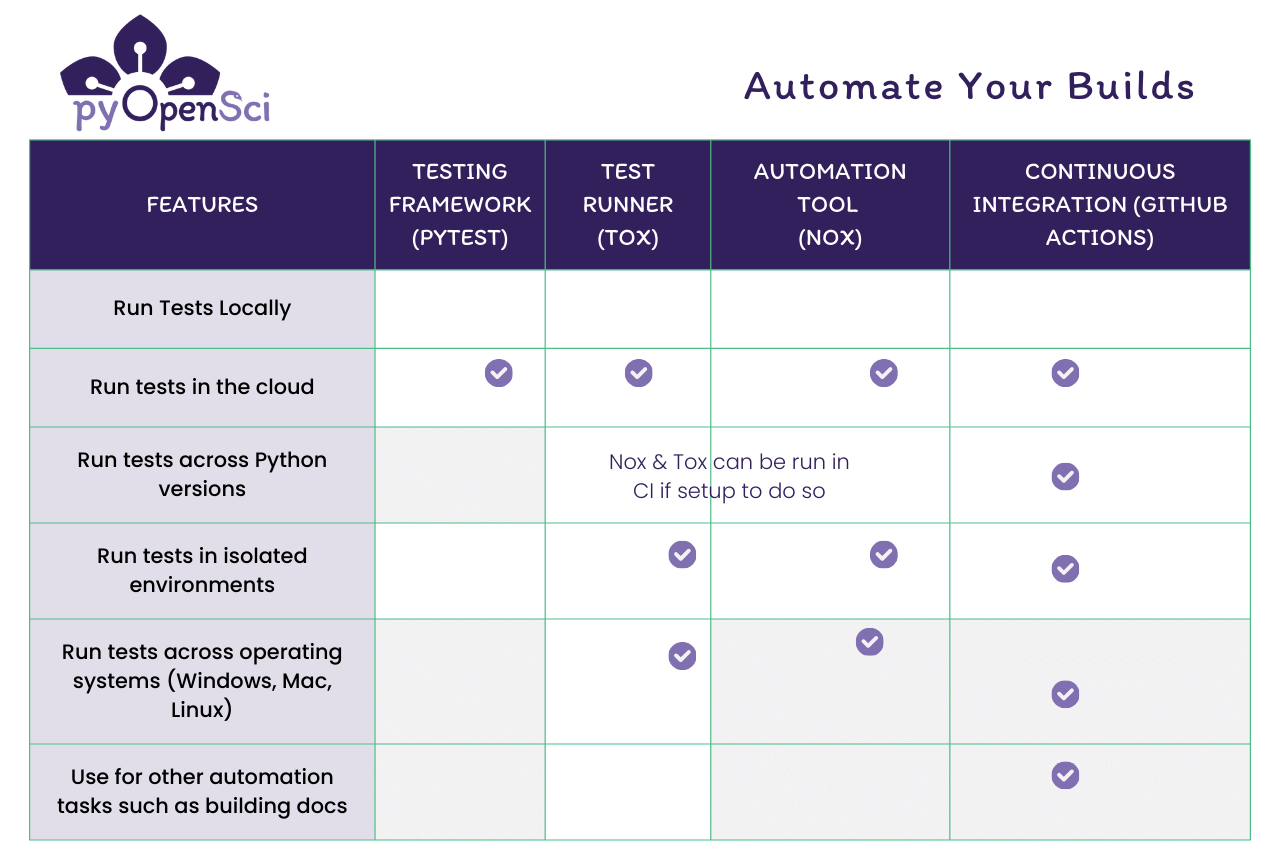 pyOpenSci
Automate Your Builds
FEATURES
TESTING
FRAMEWORK
(PYTEST)
TEST
RUNNER
(TOX)
AUTOMATION
TOOL
(NOX)
CONTINUOUS
INTEGRATION (GITHUB
ACTIONS)
Run Tests Locally
Run tests in the cloud
Run tests across Python
versions
Nox & Tox can be run in
CI if setup to do so
Run tests in isolated
environments
Run tests across operating
systems (Windows, Mac,
Linux)
Use for other automation
tasks such as building docs